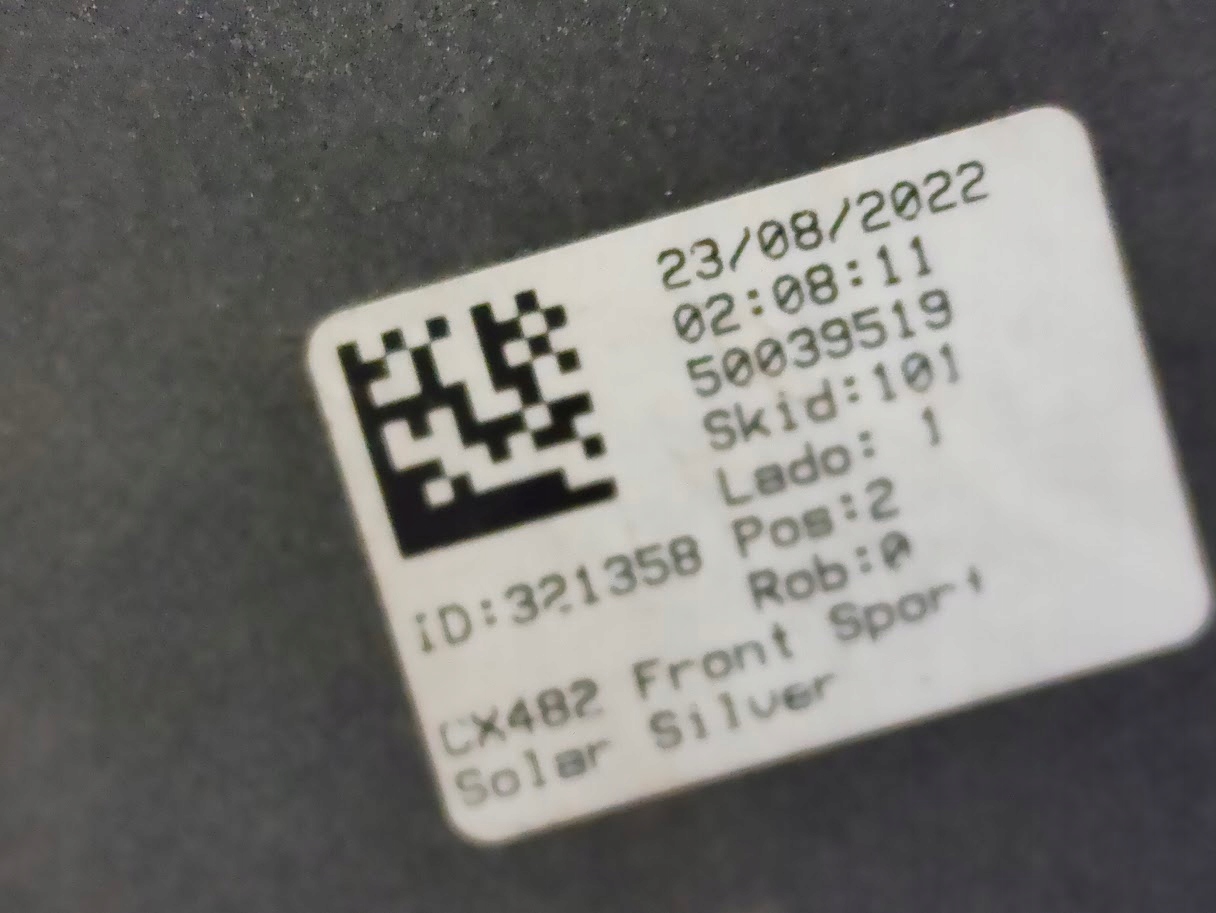 23/08/2022
02:08:11
50039519
Skid:101
Lado: 1
Pos:2
ID:321358
Rob:0
CX482 Front Sport
Solar Silver